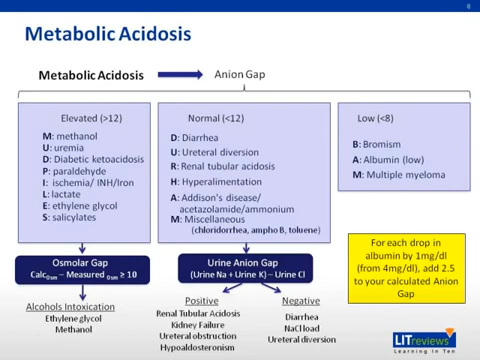 8
Metabolic Acidosis
Metabolic Acidosis
Anion Gap
Elevated (>12)
M: methanol
U: uremia
D: Diabetic ketoacidosis
P: paraldehyde
I: ischemia/ INH/Iron
L: lactate
E: ethylene glycol
S: salicylates
Normal (<12)
D: Diarrhea
U: Ureteral diversion
R: Renal tubular acidosis
H: Hyperalimentation
A: Addison's disease/
acetazolamide/ammonium
M: Miscellaneous
(chloridorrhea, ampho B, toluene)
Low (<8)
B: Bromism
A: Albumin (low)
M: Multiple myeloma
Osmolar Gap
CalcOsm – Measured Osm ≥ 10
Alcohols Intoxication
Ethylene glycol
Methanol
Urine Anion Gap
(Urine Na + Urine K) – Urine Cl
Positive
Renal Tubular Acidosis
Kidney Failure
Ureteral obstruction
Hypoaldosteronism
Negative
Diarrhea
NaCl load
Ureteral diversion
For each drop in
albumin by 1mg/dl
(from 4mg/dl), add 2.5
to your calculated Anion
Gap
LITreviews
Learning in Ten